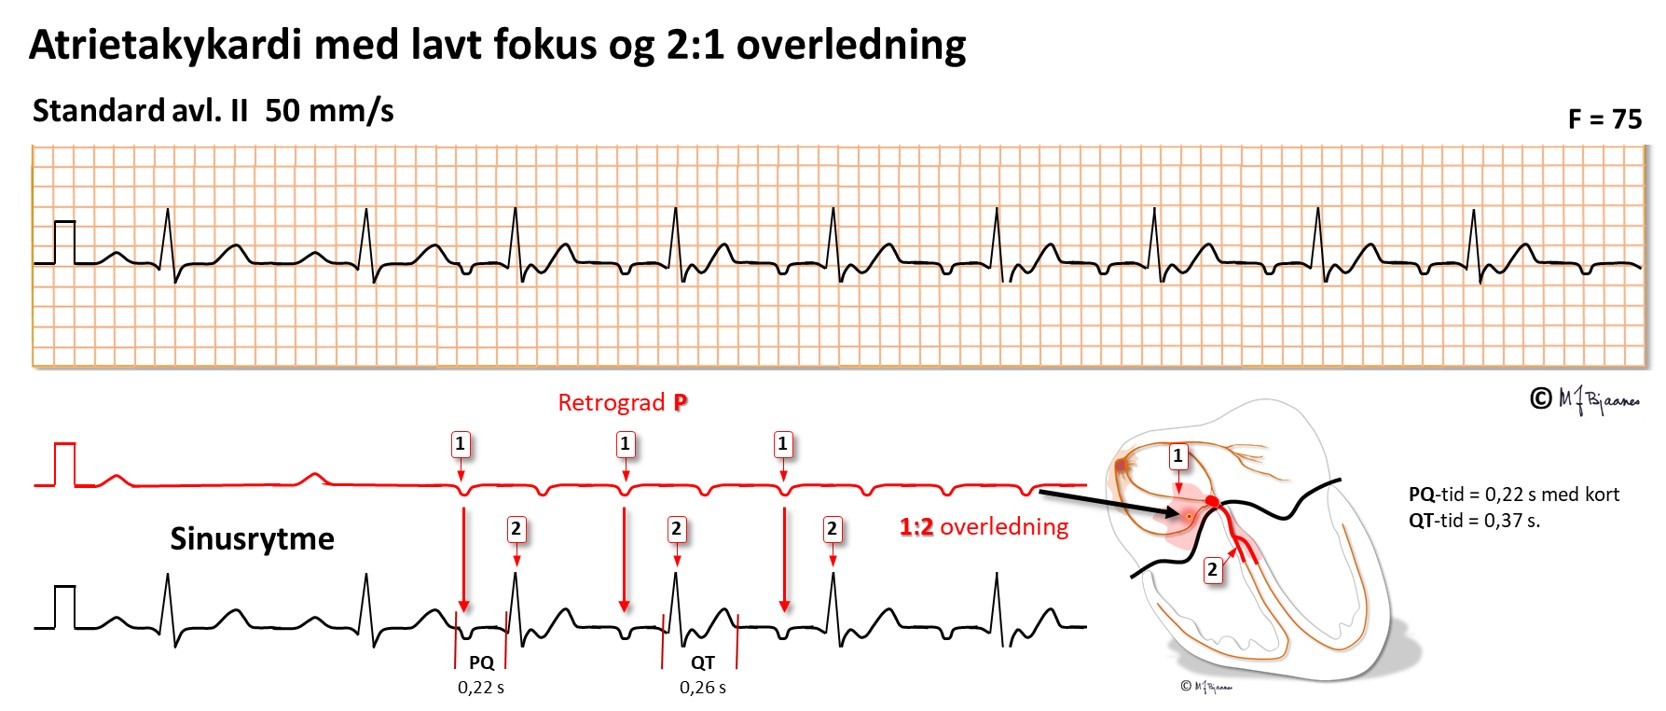 Atrietakykardi med lavt fokus og 2:1 overledning
Standard avl. II 50 mm/s
F = 75
© M J Bjaanes
Retrograd P
1
1
1
1
2
2
2
1:2 overledning
Sinusrytme
PQ-tid = 0,22 s med kort
QT-tid = 0,37 s.
2
PQ
QT
0,22 s
0,26 s
© M J Bjaanes